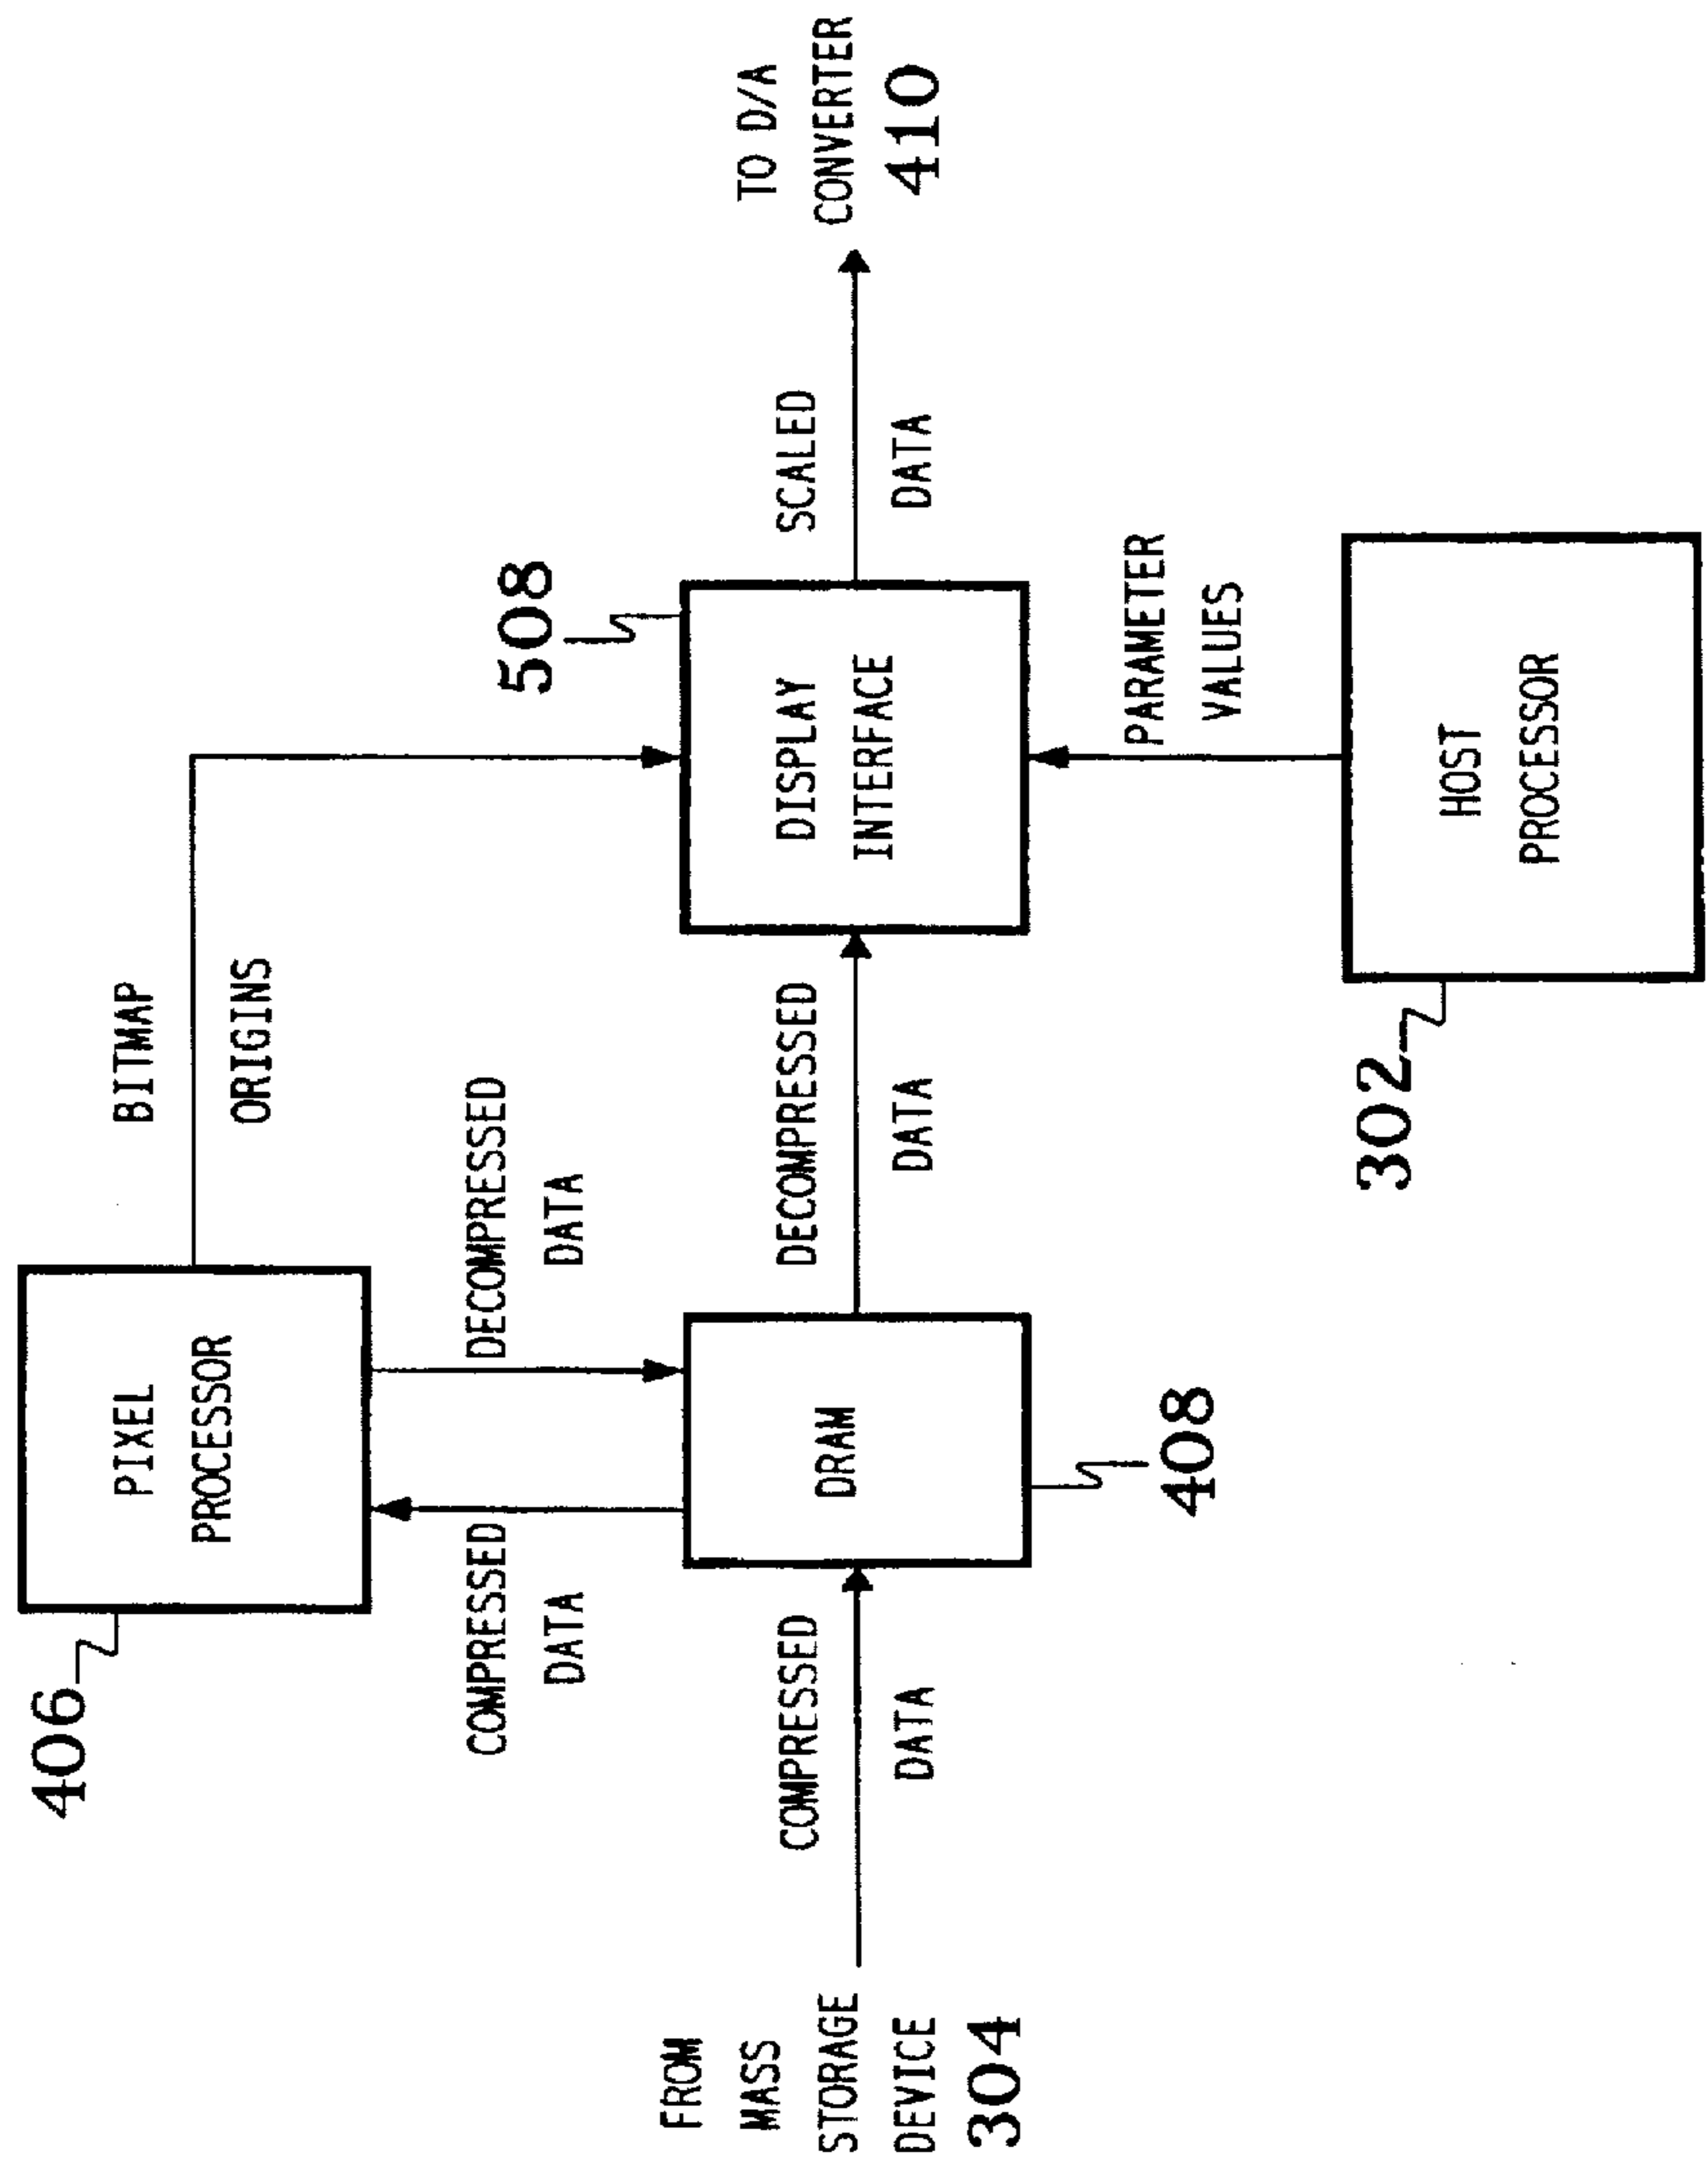 406
PIXEL
PROCESSOR
BITMAP
ORIGINS
COMPRESSED
DATA
DECOMPRESSED
DATA
508
FROM
MASS
STORAGE
DEVICE
304
COMPRESSED
DATA
DRAM
408
DECOMPRESSED
DATA
DISPLAY
INTERFACE
SCALED
DATA
TO D/A
CONVERTER
410
PARAMETER
VALUES
302
HOST
PROCESSOR